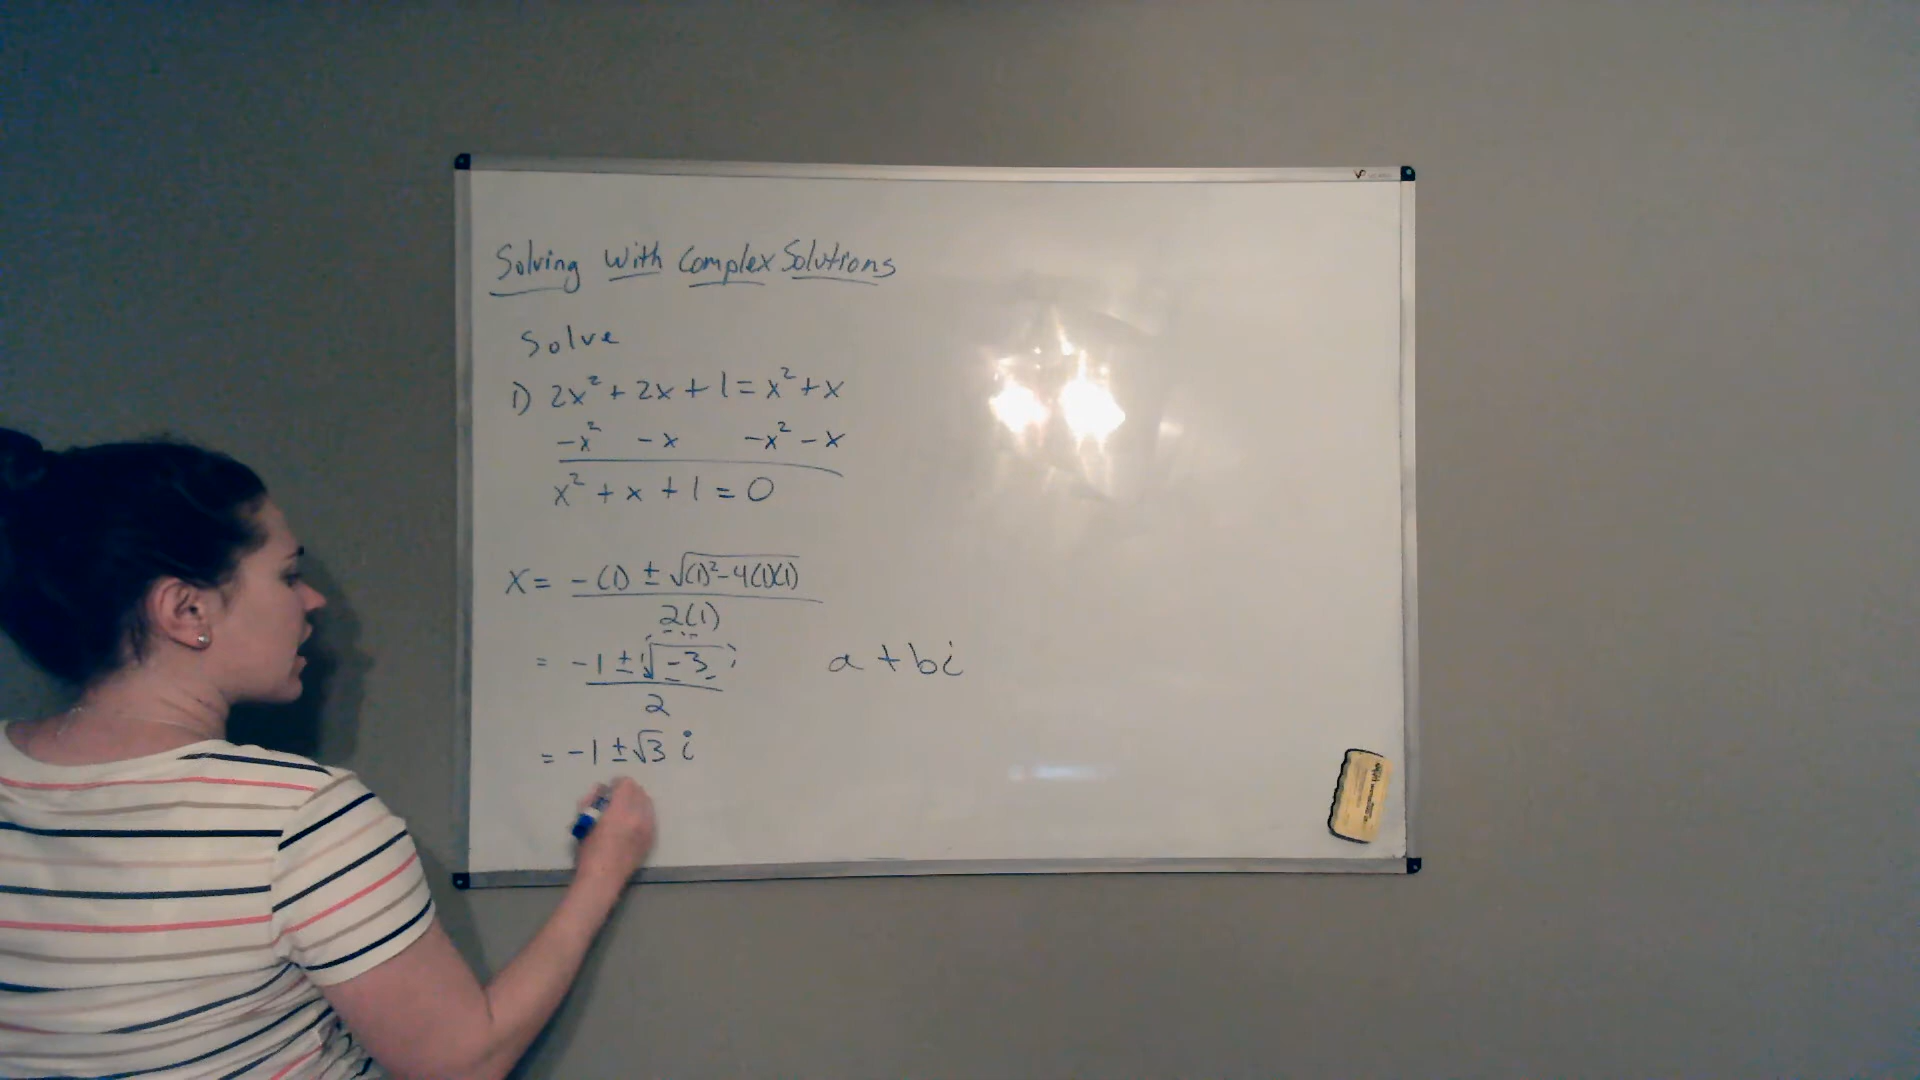 Solving With Complex Solutions
Solve
1) 2x² + 2x + 1 = x² + x
-x² -x -x² - x
x² + x + 1 = 0
x = -(1) ± √(1)²-4(1)(1)
2(1)
= -1 ± √-3
2
a + bi
= -1 ± √3 i